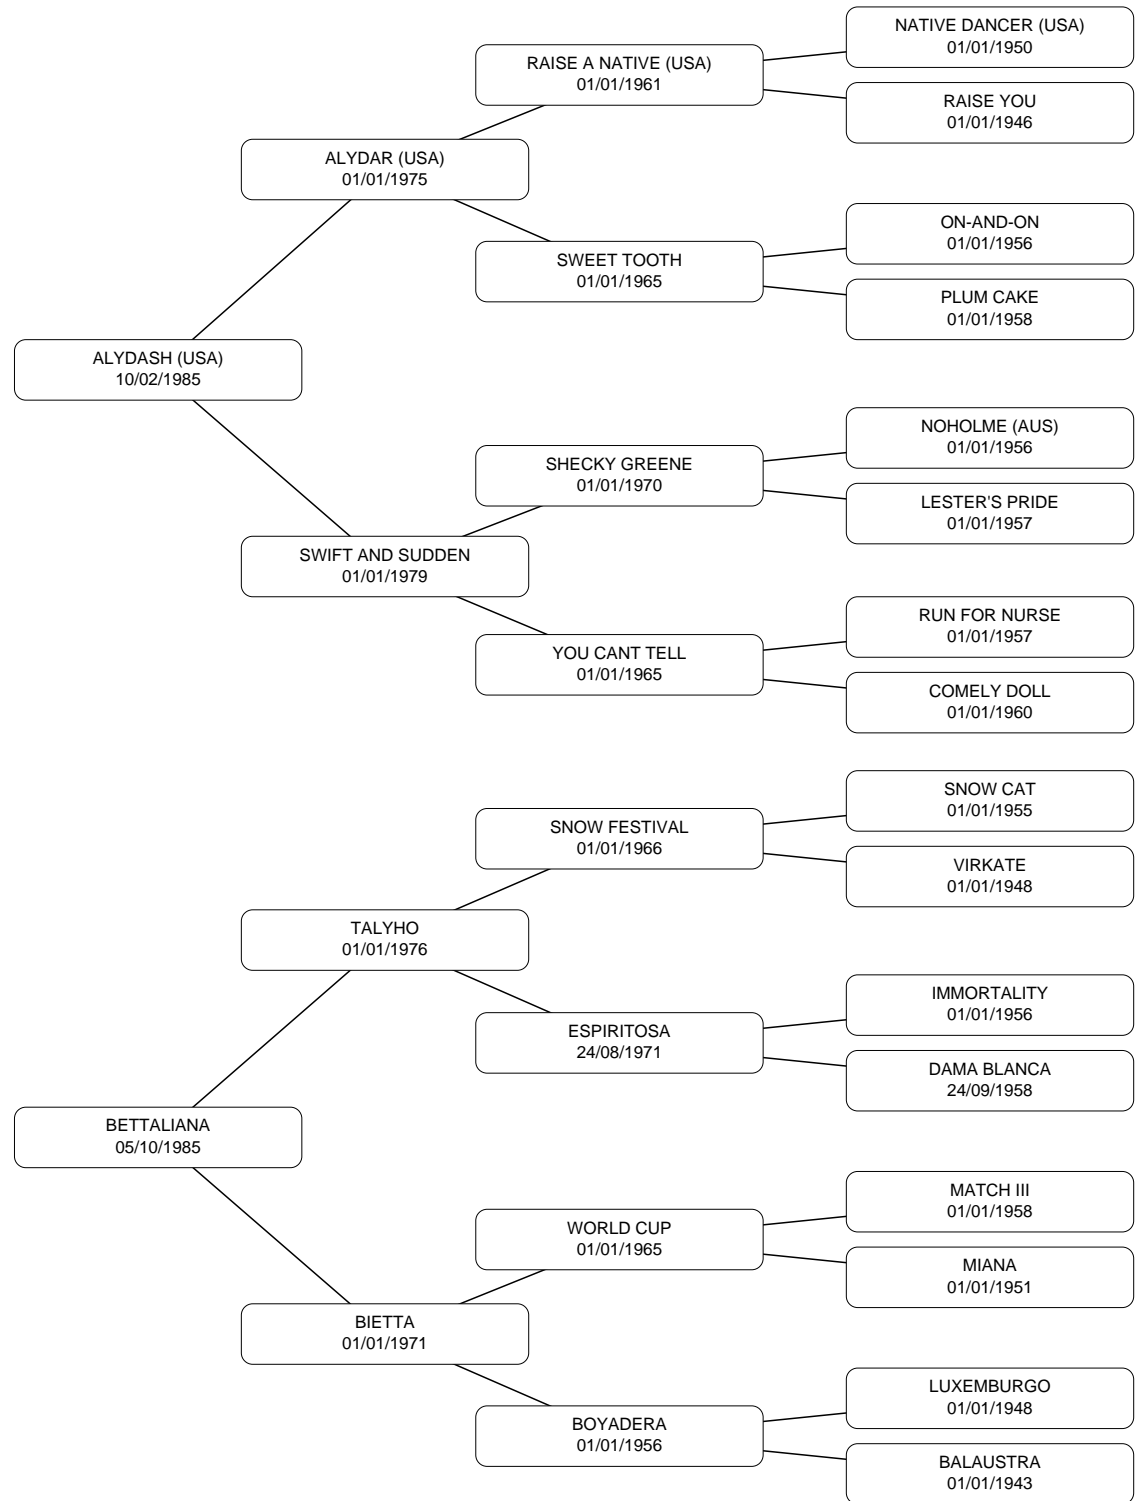 NATIVE DANCER (USA)
01/01/1950
RAISE A NATIVE (USA)
01/01/1961
RAISE YOU
01/01/1946
ALYDAR (USA)
01/01/1975
ON-AND-ON
01/01/1956
SWEET TOOTH
01/01/1965
PLUM CAKE
01/01/1958
ALYDASH (USA)
10/02/1985
NOHOLME (AUS)
01/01/1956
SHECKY GREENE
01/01/1970
LESTER'S PRIDE
01/01/1957
SWIFT AND SUDDEN
01/01/1979
RUN FOR NURSE
01/01/1957
YOU CANT TELL
01/01/1965
COMELY DOLL
01/01/1960
SNOW CAT
01/01/1955
SNOW FESTIVAL
01/01/1966
VIRKATE
01/01/1948
TALYHO
01/01/1976
IMMORTALITY
01/01/1956
ESPIRITOSA
24/08/1971
DAMA BLANCA
24/09/1958
BETTALIANA
05/10/1985
MATCH III
01/01/1958
WORLD CUP
01/01/1965
MIANA
01/01/1951
BIETTA
01/01/1971
LUXEMBURGO
01/01/1948
BOYADERA
01/01/1956
BALAUSTRA
01/01/1943